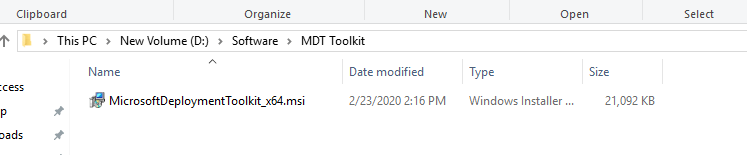 Clipboard Organize New Open Select
This PC > New Volume (D:) > Software > MDT Toolkit
Name Date modified Type Size
ccess
MicrosoftDeploymentToolkit_x64.msi 2/23/2020 2:16 PM Windows Installer ... 21,092 KB
p
oads